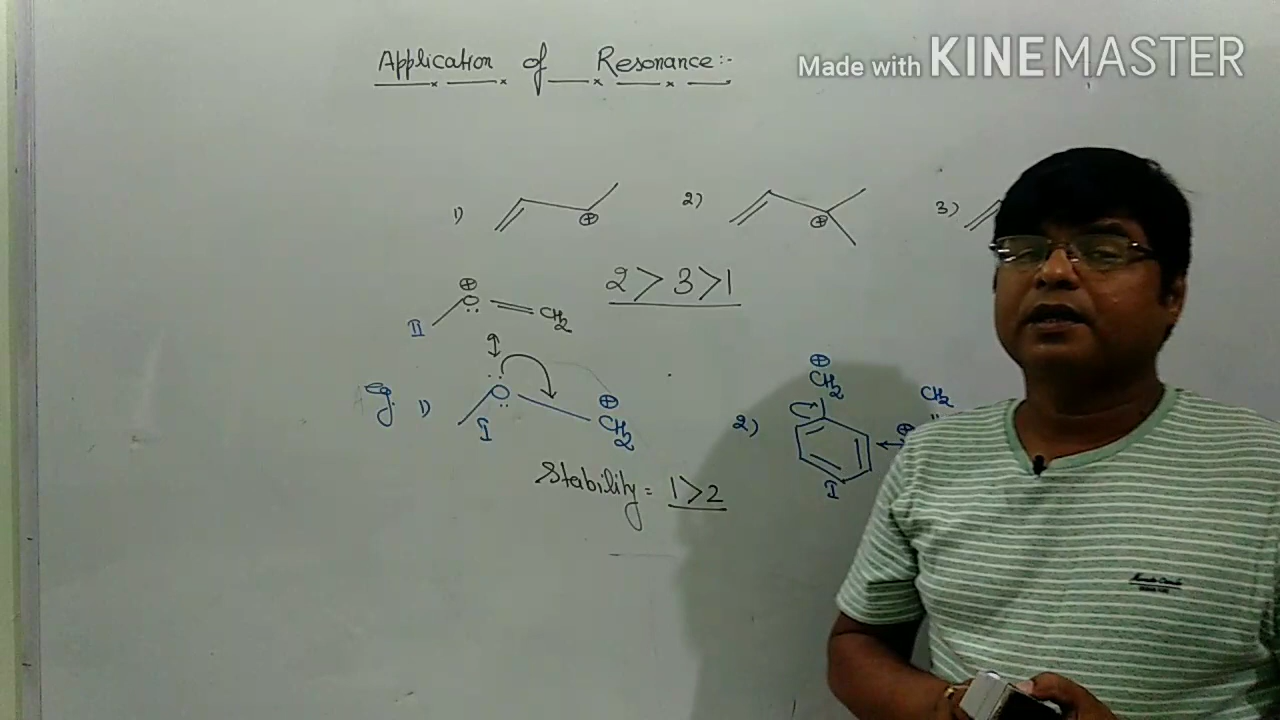 Application of Resonance:-
Made with KINEMASTER
1) ⊕ 2) ⊕ 3)
2 > 3 > 1
⊕
II O = CH2
Eg. 1) I O ⊕ CH2
2) ⊕ CH2 I
⊕ CH2
Stability = 1 > 2